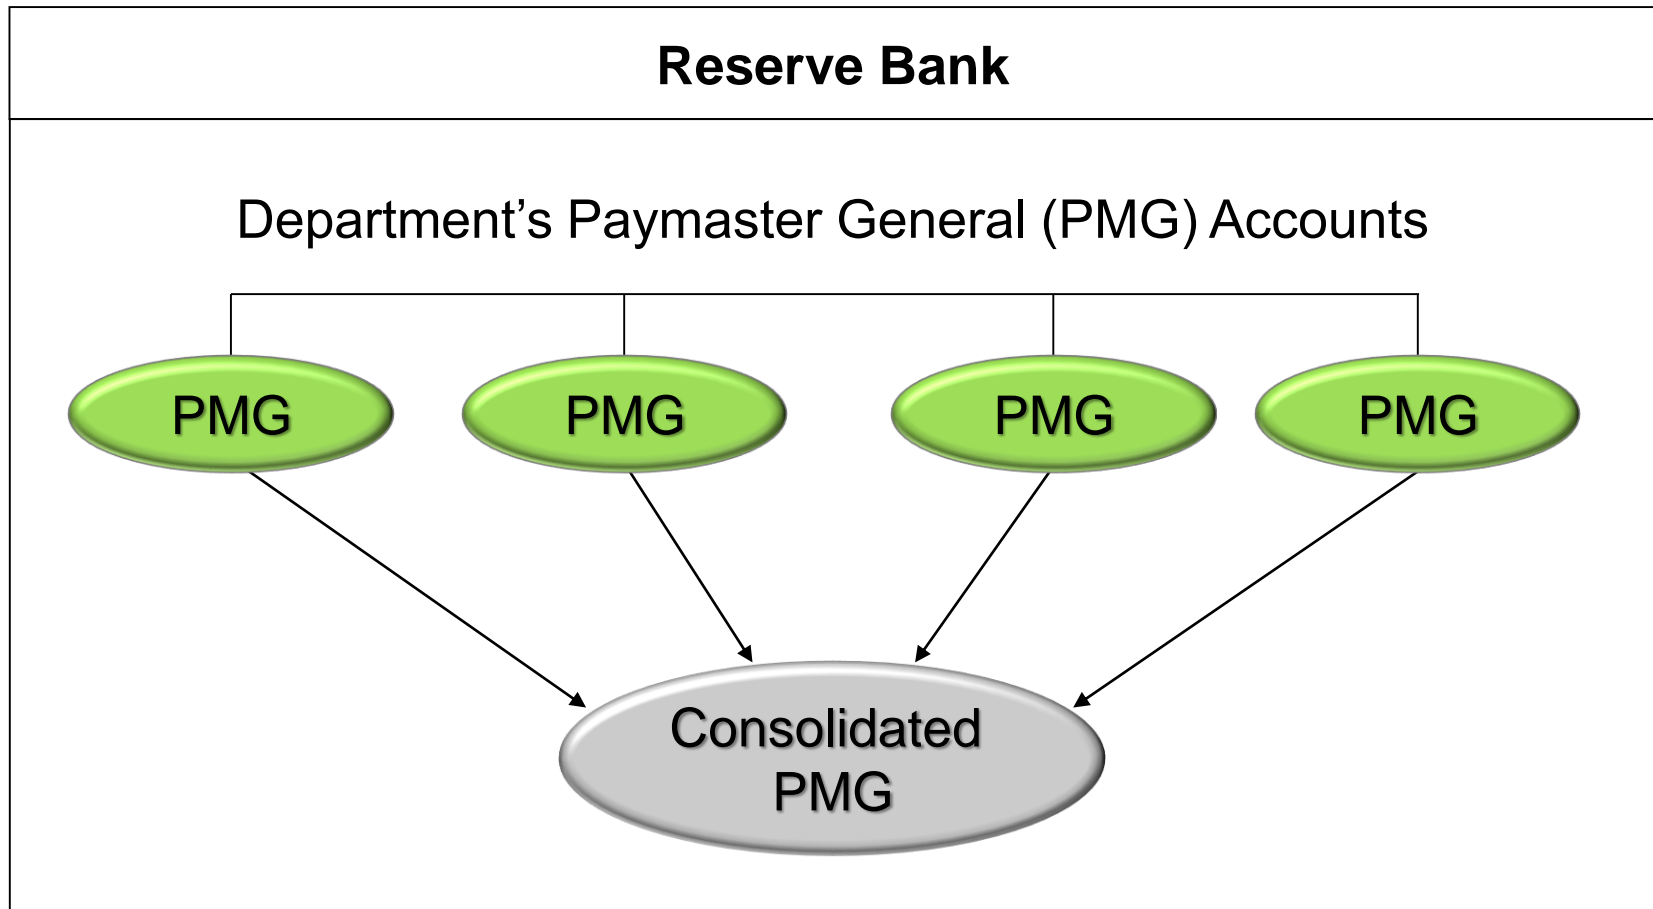 Reserve Bank
Department’s Paymaster General (PMG) Accounts
PMG
PMG
PMG
PMG
Consolidated
PMG